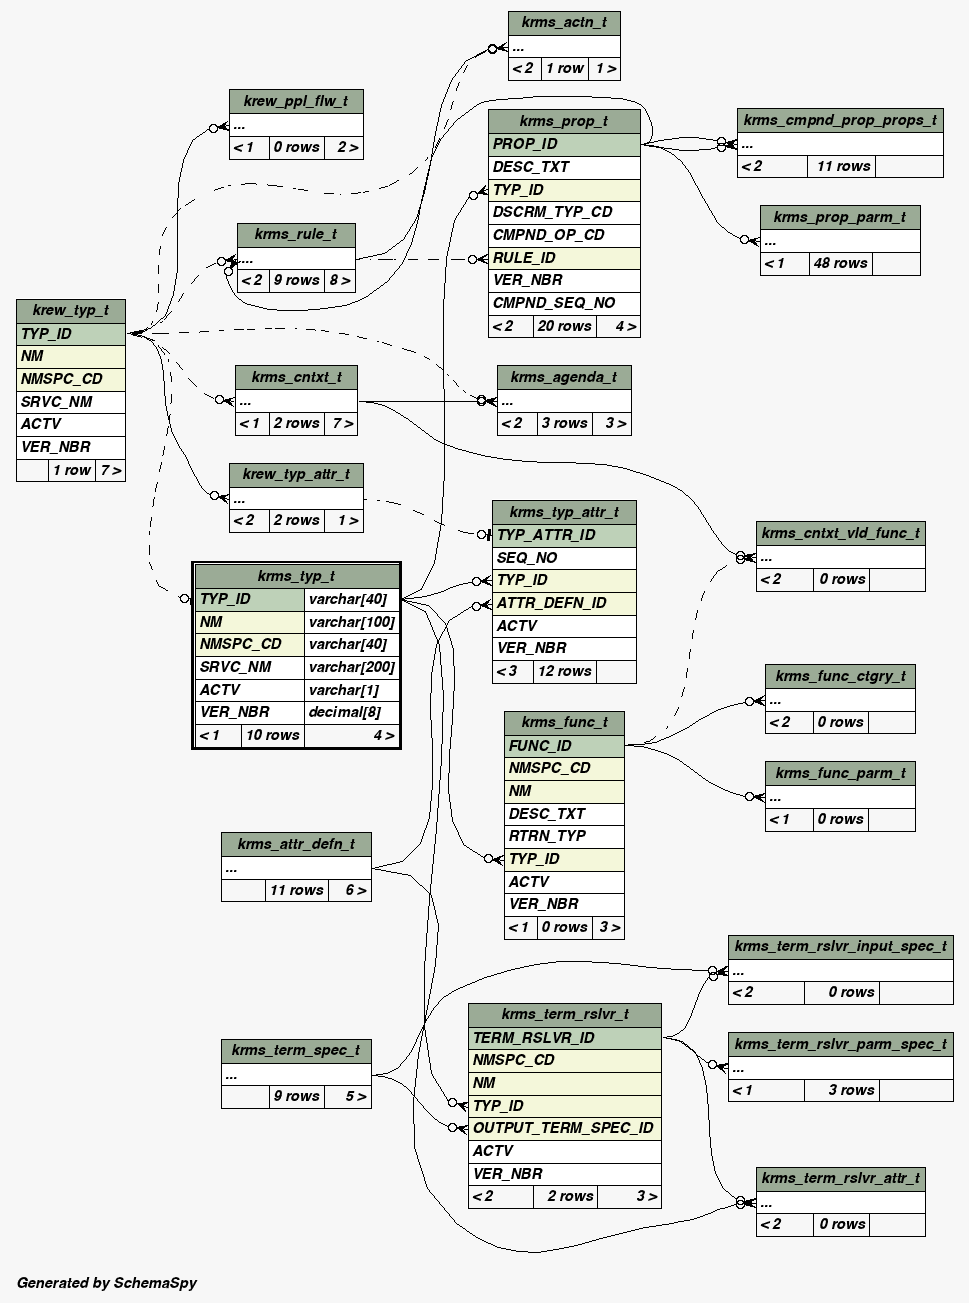 krms_actn_t
...
< 2 1 row 1 >
krew_ppl_flw_t
...
< 1 0 rows 2 >
krms_prop_t
PROP_ID
DESC_TXT
TYP_ID
DSCRM_TYP_CD
CMPND_OP_CD
RULE_ID
VER_NBR
CMPND_SEQ_NO
< 2 20 rows 4 >
krms_cmpnd_prop_props_t
...
< 2 11 rows
krms_prop_parm_t
...
< 1 48 rows
krms_rule_t
...
< 2 9 rows 8 >
krew_typ_t
TYP_ID
NM
NMSPC_CD
SRVC_NM
ACTV
VER_NBR
1 row 7 >
krms_cntxt_t
...
< 1 2 rows 7 >
krms_agenda_t
...
< 2 3 rows 3 >
krew_typ_attr_t
...
< 2 2 rows 1 >
krms_typ_attr_t
TYP_ATTR_ID
SEQ_NO
TYP_ID
ATTR_DEFN_ID
ACTV
VER_NBR
< 3 12 rows
krms_cntxt_vld_func_t
...
< 2 0 rows
krms_typ_t
TYP_ID varchar[40]
NM varchar[100]
NMSPC_CD varchar[40]
SRVC_NM varchar[200]
ACTV varchar[1]
VER_NBR decimal[8]
< 1 10 rows 4 >
krms_func_ctgry_t
...
< 2 0 rows
krms_func_t
FUNC_ID
NMSPC_CD
NM
DESC_TXT
RTRN_TYP
TYP_ID
ACTV
VER_NBR
< 1 0 rows 3 >
krms_func_parm_t
...
< 1 0 rows
krms_attr_defn_t
...
11 rows 6 >
krms_term_rslvr_input_spec_t
...
< 2 0 rows
krms_term_rslvr_t
TERM_RSLVR_ID
NMSPC_CD
NM
TYP_ID
OUTPUT_TERM_SPEC_ID
ACTV
VER_NBR
< 2 2 rows 3 >
krms_term_spec_t
...
9 rows 5 >
krms_term_rslvr_parm_spec_t
...
< 1 3 rows
krms_term_rslvr_attr_t
...
< 2 0 rows
Generated by SchemaSpy